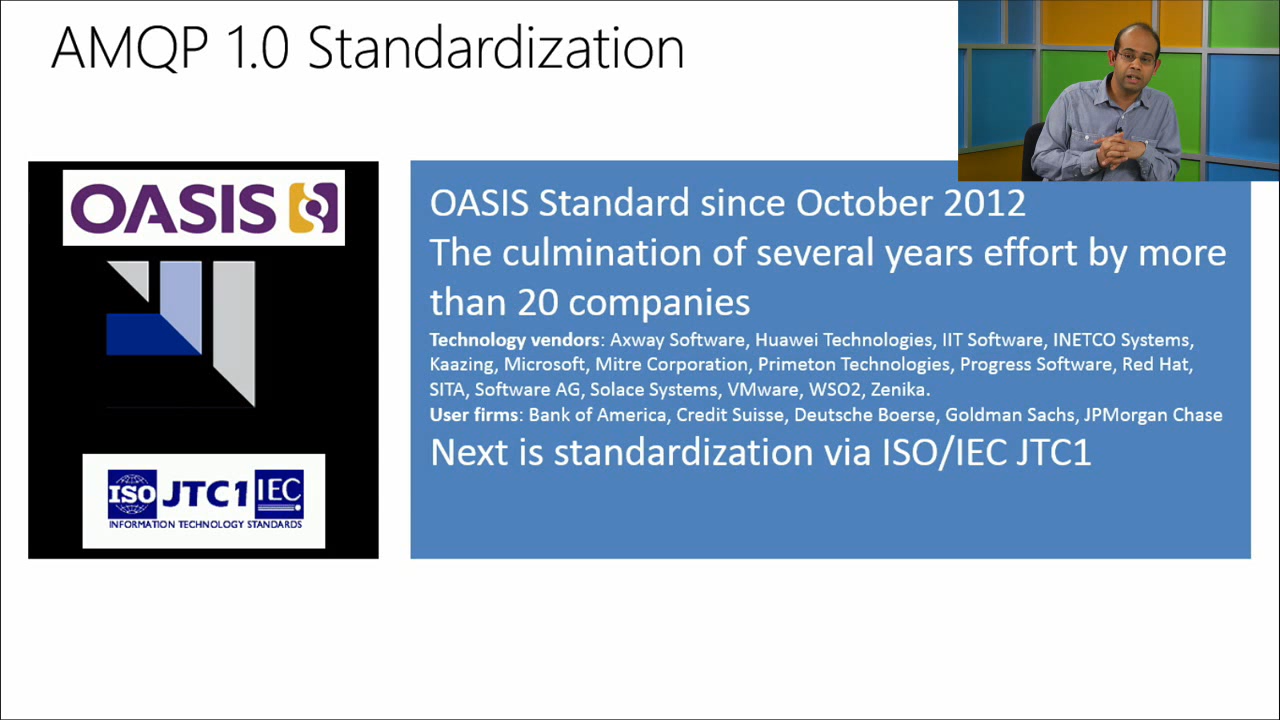 AMQP 1.0 Standardization
OASIS
OASIS Standard since October 2012
The culmination of several years effort by more
than 20 companies
Technology vendors: Axway Software, Huawei Technologies, IIT Software, INETCO Systems,
Kaazing, Microsoft, Mitre Corporation, Primeton Technologies, Progress Software, Red Hat,
SITA, Software AG, Solace Systems, VMware, WSO2, Zenika.
User firms: Bank of America, Credit Suisse, Deutsche Boerse, Goldman Sachs, JPMorgan Chase
Next is standardization via ISO/IEC JTC1
ISO JTC1 IEC
INFORMATION TECHNOLOGY STANDARDS